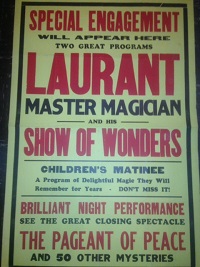 SPECIAL ENGAGEMENT
WILL APPEAR HERE
TWO GREAT PROGRAMS
LAURANT
MASTER MAGICIAN
AND HIS
SHOW OF WONDERS
CHILDREN'S MATINEE
A Program of Delightful Magic They Will
Remember for Years - DON'T MISS IT!
BRILLIANT NIGHT PERFORMANCE
SEE THE GREAT CLOSING SPECTACLE
THE PAGEANT OF PEACE
AND 50 OTHER MYSTERIES